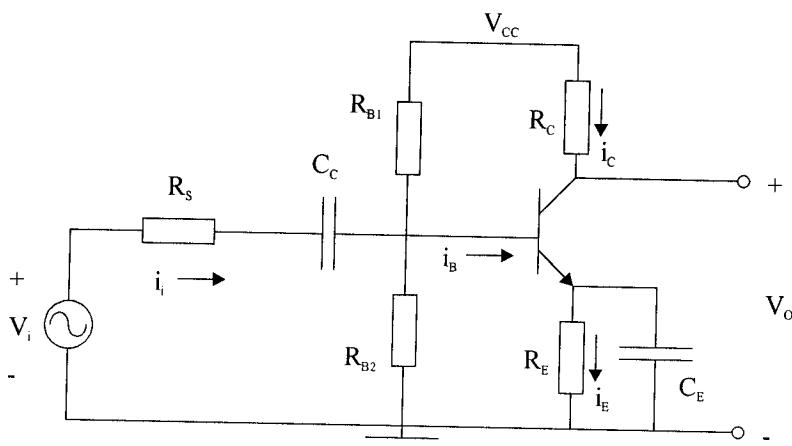 V_CC
R_B1
R_C
i_C
C_C
R_S
+
i_i
i_B
+
V_i
V_O
R_B2
R_E
i_E
C_E
-
-